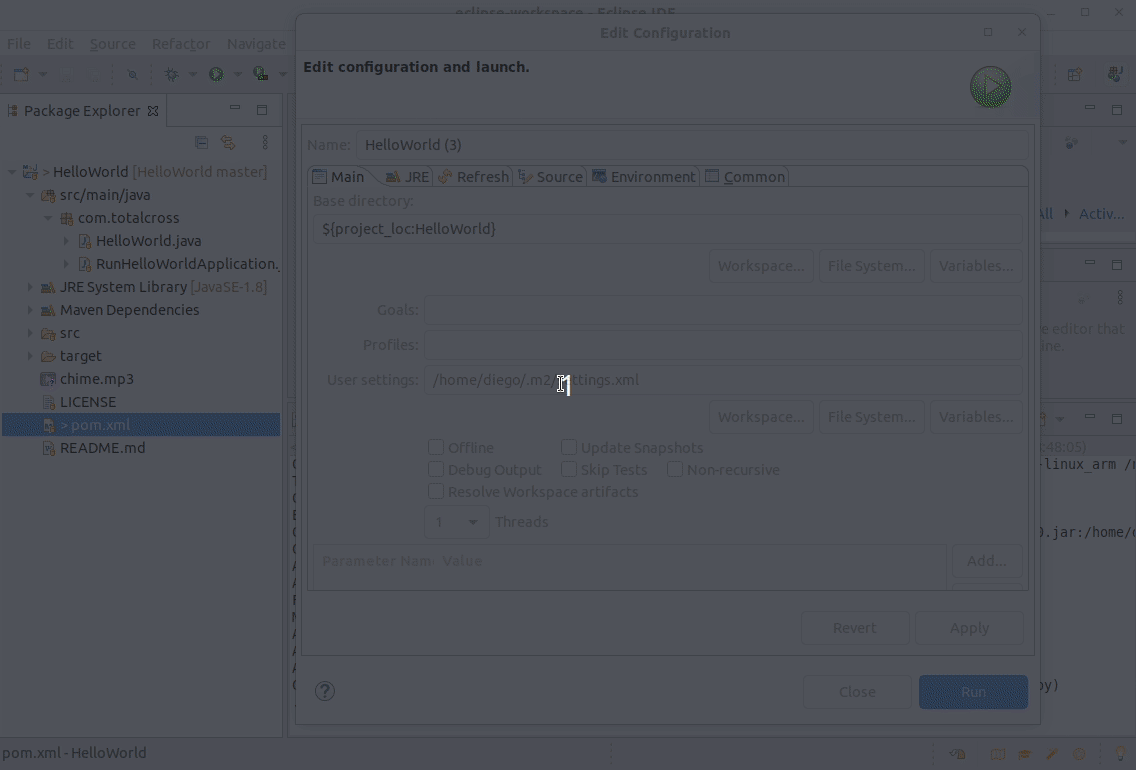 eclipse-workspace - Eclipse IDE
File Edit Source Refactor Navigate
Edit Configuration
Edit configuration and launch.
Package Explorer
Name: HelloWorld (3)
Main JRE Refresh Source Environment Common
> HelloWorld [HelloWorld master]
src/main/java
com.totalcross
HelloWorld.java
RunHelloWorldApplication.
JRE System Library [JavaSE-1.8]
Maven Dependencies
src
target
chime.mp3
LICENSE
> pom.xml
README.md
Base directory:
${project_loc:HelloWorld}
Workspace... File System... Variables...
Goals:
Profiles:
User settings: /home/diego/.m2/settings.xml
1
Workspace... File System... Variables...
Offline Update Snapshots
Debug Output Skip Tests Non-recursive
Resolve Workspace artifacts
1 Threads
Parameter Nam Value
Add...
Revert Apply
Close Run
All Activ...
e editor that
ine.
:48:05)
-linux_arm /
0.jar:/home/
py)
pom.xml - HelloWorld